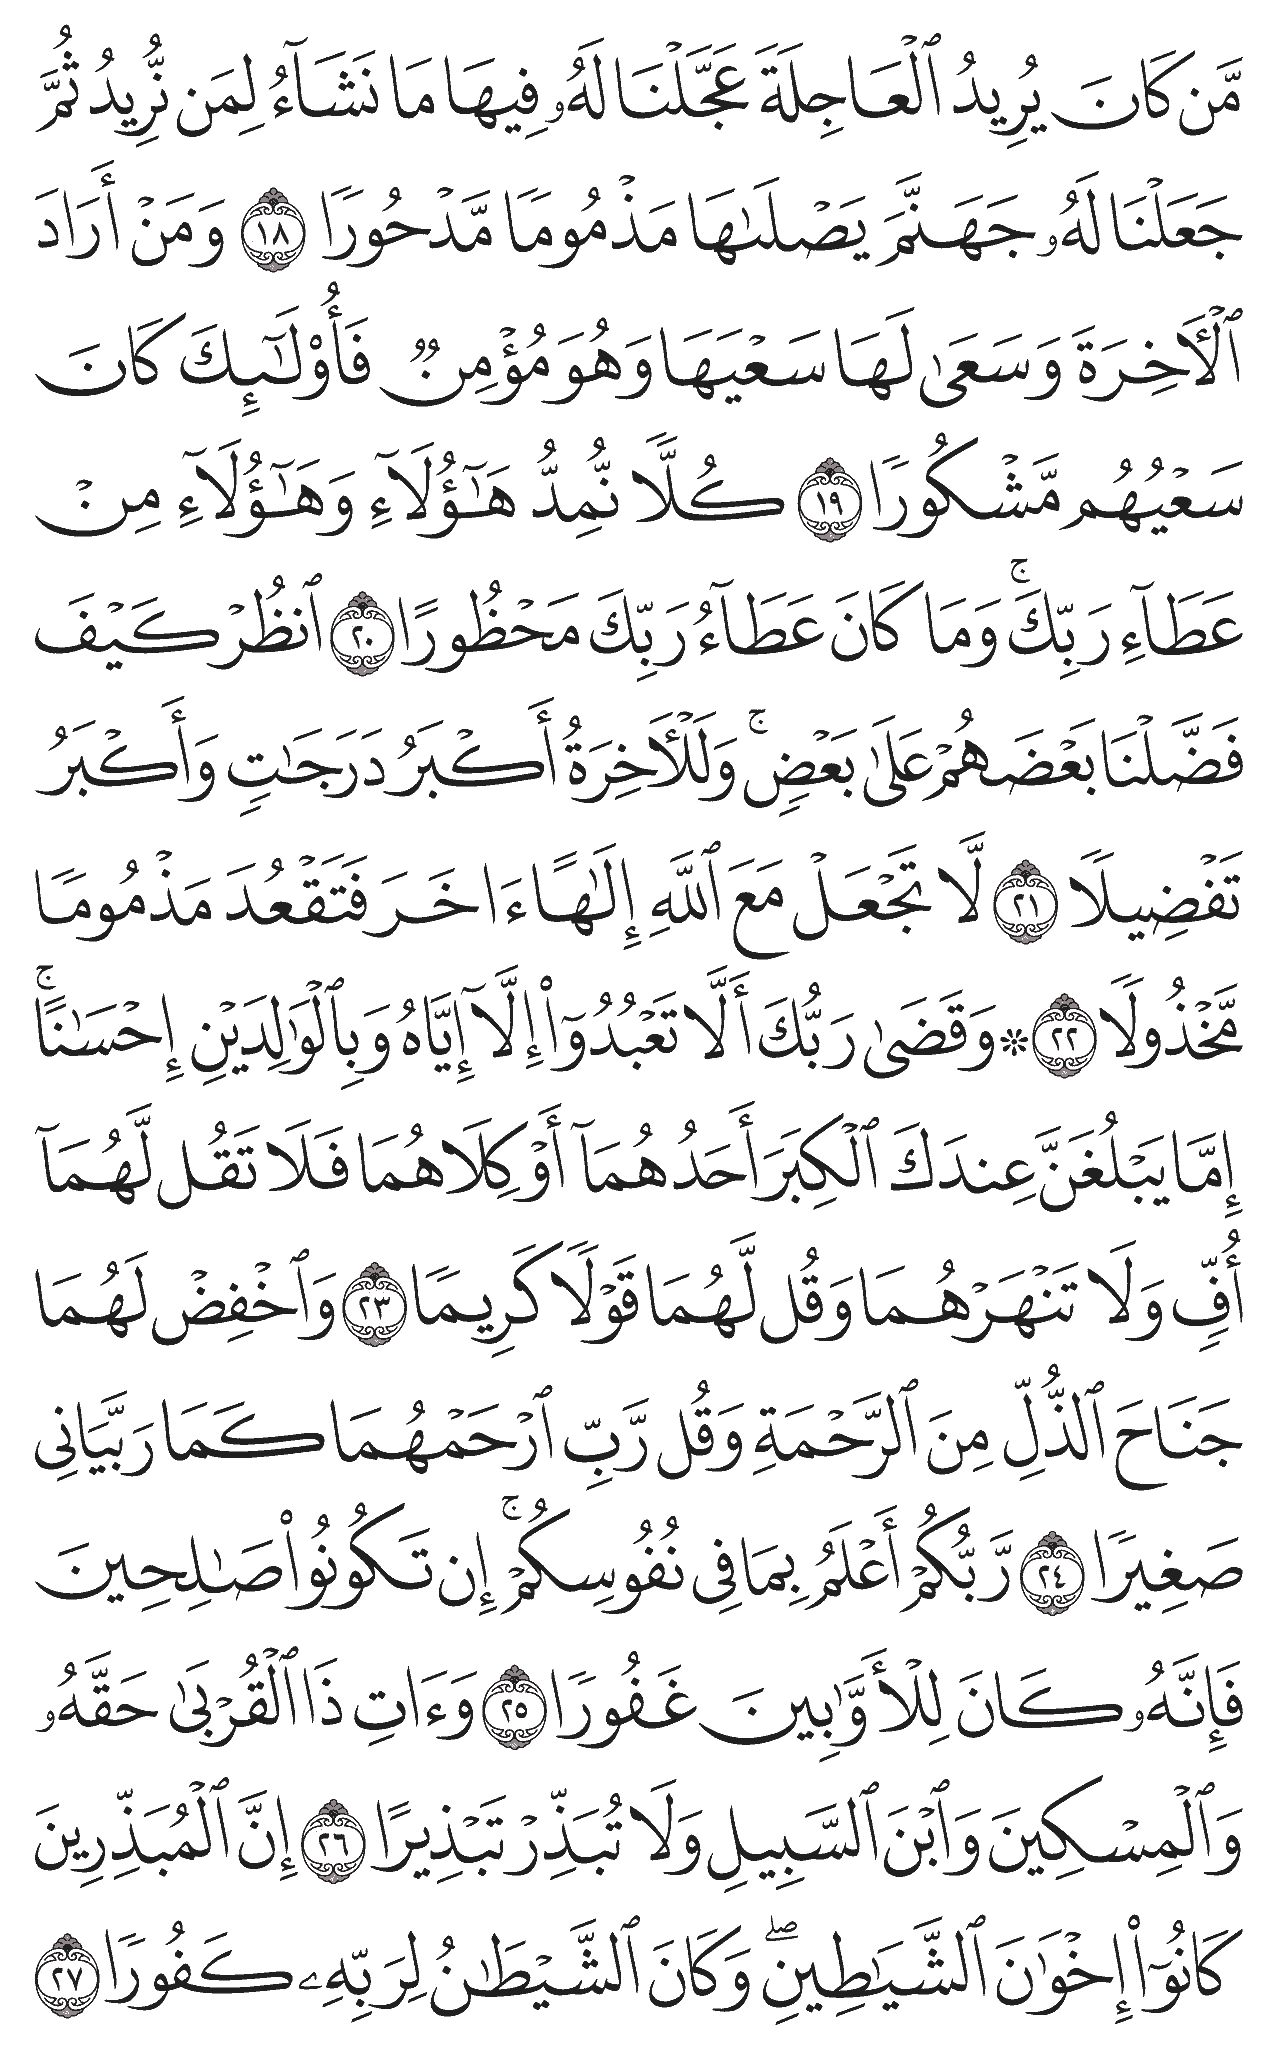 مَّن كَانَ يُرِيدُ ٱلۡعَاجِلَةَ عَجَّلۡنَا لَهُۥ فِيهَا مَا نَشَآءُ لِمَن نُّرِيدُ ثُمَّ
جَعَلۡنَا لَهُۥ جَهَنَّمَ يَصۡلَىٰهَا مَذۡمُومٗا مَّدۡحُورٗا ١٨ وَمَنۡ أَرَادَ
ٱلۡأٓخِرَةَ وَسَعَىٰ لَهَا سَعۡيَهَا وَهُوَ مُؤۡمِنٞ فَأُوْلَٰٓئِكَ كَانَ
سَعۡيُهُم مَّشۡكُورٗا ١٩ كُلّٗا نُّمِدُّ هَٰٓؤُلَآءِ وَهَٰٓؤُلَآءِ مِنۡ
عَطَآءِ رَبِّكَۚ وَمَا كَانَ عَطَآءُ رَبِّكَ مَحۡظُورًا ٢٠ ٱنظُرۡ كَيۡفَ
فَضَّلۡنَا بَعۡضَهُمۡ عَلَىٰ بَعۡضٖۚ وَلَلۡأٓخِرَةُ أَكۡبَرُ دَرَجَٰتٖ وَأَكۡبَرُ
تَفۡضِيلٗا ٢١ لَّا تَجۡعَلۡ مَعَ ٱللَّهِ إِلَٰهًا ءَاخَرَ فَتَقۡعُدَ مَذۡمُومٗا
مَّخۡذُولٗا ٢٢ ۞ وَقَضَىٰ رَبُّكَ أَلَّا تَعۡبُدُوٓاْ إِلَّآ إِيَّاهُ وَبِٱلۡوَٰلِدَيۡنِ إِحۡسَٰنًاۚ
إِمَّا يَبۡلُغَنَّ عِندَكَ ٱلۡكِبَرَ أَحَدُهُمَآ أَوۡ كِلَاهُمَا فَلَا تَقُل لَّهُمَآ
أُفّٖ وَلَا تَنۡهَرۡهُمَا وَقُل لَّهُمَا قَوۡلٗا كَرِيمٗا ٢٣ وَٱخۡفِضۡ لَهُمَا
جَنَاحَ ٱلذُّلِّ مِنَ ٱلرَّحۡمَةِ وَقُل رَّبِّ ٱرۡحَمۡهُمَا كَمَا رَبَّيَانِي
صَغِيرٗا ٢٤ رَّبُّكُمۡ أَعۡلَمُ بِمَا فِي نُفُوسِكُمۡۚ إِن تَكُونُواْ صَٰلِحِينَ
فَإِنَّهُۥ كَانَ لِلۡأَوَّٰبِينَ غَفُورٗا ٢٥ وَءَاتِ ذَا ٱلۡقُرۡبَىٰ حَقَّهُۥ
وَٱلۡمِسۡكِينَ وَٱبۡنَ ٱلسَّبِيلِ وَلَا تُبَذِّرۡ تَبۡذِيرًا ٢٦ إِنَّ ٱلۡمُبَذِّرِينَ
كَانُوٓاْ إِخۡوَٰنَ ٱلشَّيَٰطِينِۖ وَكَانَ ٱلشَّيۡطَٰنُ لِرَبِّهِۦ كَفُورٗا ٢٧